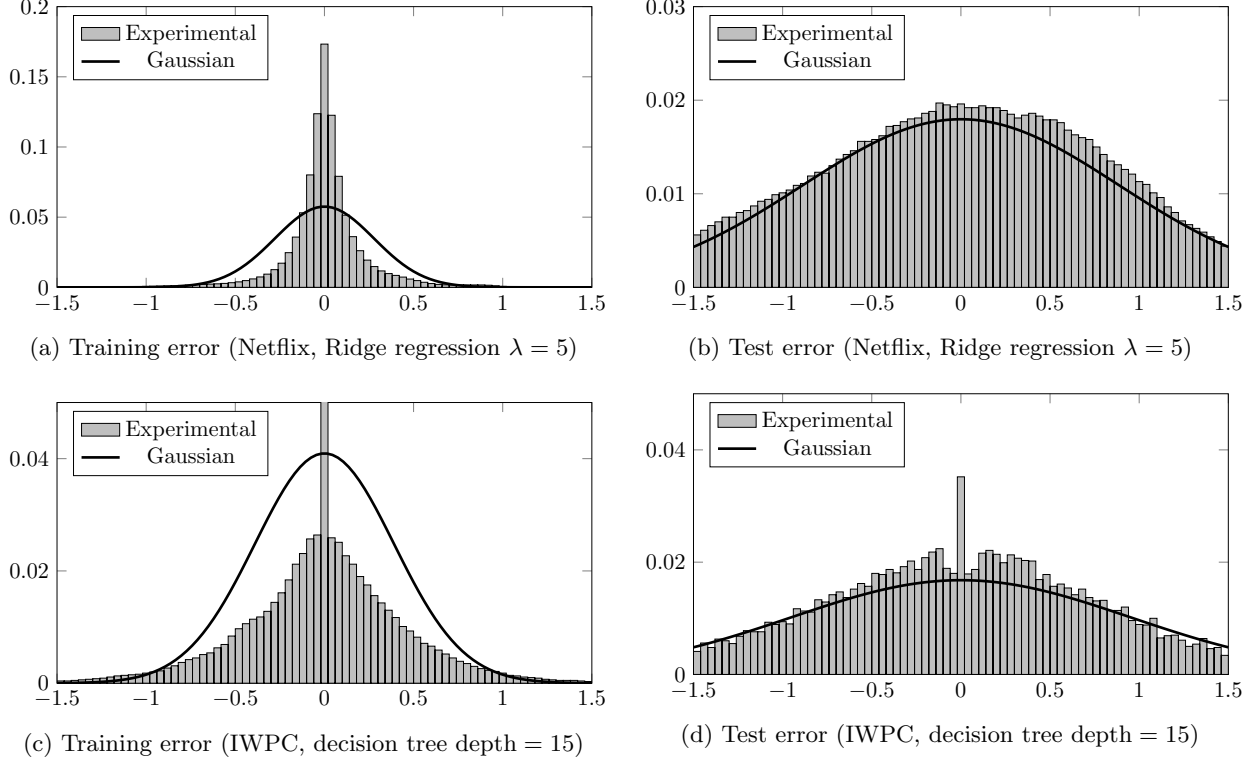 0.2
0.15
0.1
0.05
0
−1.5 −1 −0.5 0 0.5 1 1.5
Experimental
Gaussian
(a) Training error (Netflix, Ridge regression λ = 5)
0.03
0.02
0.01
0
−1.5 −1 −0.5 0 0.5 1 1.5
Experimental
Gaussian
(b) Test error (Netflix, Ridge regression λ = 5)
0.04
0.02
0
−1.5 −1 −0.5 0 0.5 1 1.5
Experimental
Gaussian
(c) Training error (IWPC, decision tree depth = 15)
0.04
0.02
0
−1.5 −1 −0.5 0 0.5 1 1.5
Experimental
Gaussian
(d) Test error (IWPC, decision tree depth = 15)